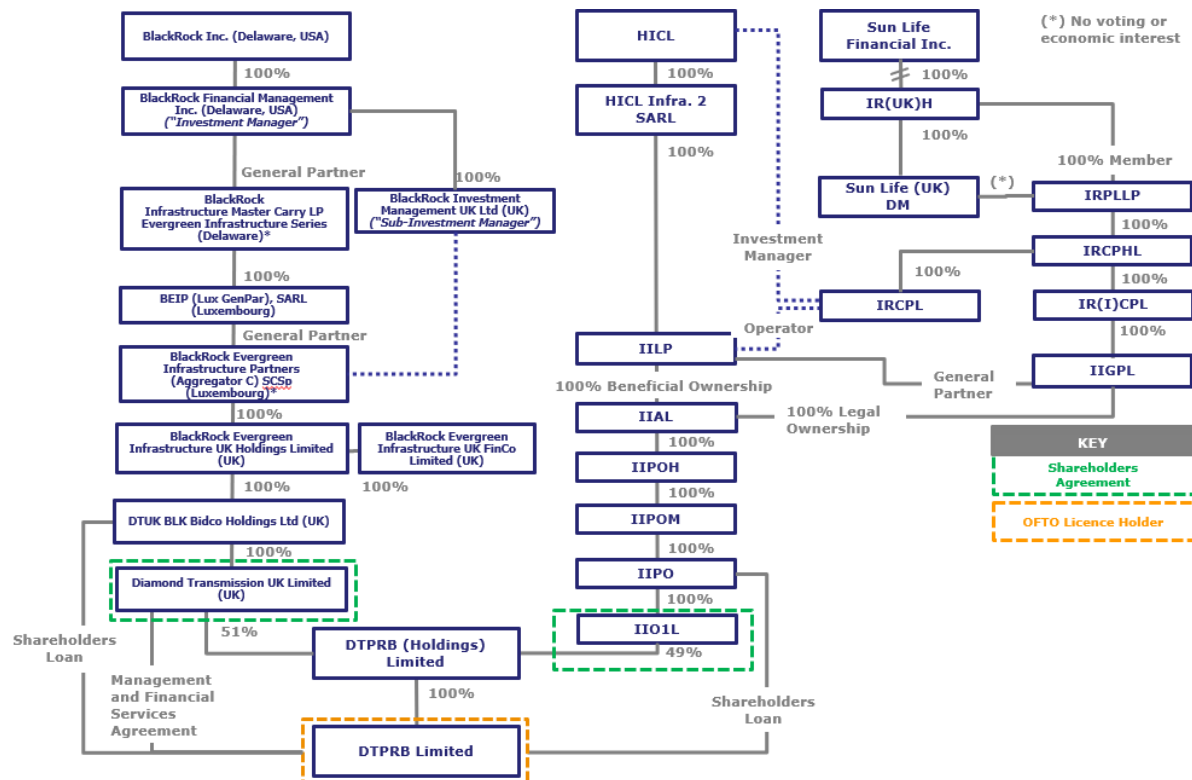 BlackRock Inc. (Delaware, USA)
100%
BlackRock Financial Management
Inc. (Delaware, USA)
("Investment Manager")
General Partner
100%
BlackRock
Infrastructure Master Carry LP
Evergreen Infrastructure Series
(Delaware)*
BlackRock Investment
Management UK Ltd (UK)
("Sub-Investment Manager")
100%
BEIP (Lux GenPar), SARL
(Luxembourg)
General Partner
BlackRock Evergreen
Infrastructure Partners
(Aggregator C) SCSp
(Luxembourg)*
100%
BlackRock Evergreen
Infrastructure UK Holdings Limited
(UK)
BlackRock Evergreen
Infrastructure UK FinCo
Limited (UK)
100%
100%
DTUK BLK Bidco Holdings Ltd (UK)
100%
Diamond Transmission UK Limited
(UK)
51%
Shareholders
Loan
Management
and Financial
Services
Agreement
HICL
100%
HICL Infra. 2
SARL
100%
IILP
100% Beneficial Ownership
IIAL
100%
IIPOH
100%
IIPOM
100%
IIPO
100%
IIO1L
49%
DTPRB (Holdings)
Limited
100%
DTPRB Limited
Shareholders
Loan
Sun Life
Financial Inc.
100%
IR(UK)H
100%
100% Member
Sun Life (UK)
DM
(*)
IRPLLP
100%
IRCPHL
100%
100%
Investment
Manager
IRCPL
Operator
IR(I)CPL
100%
IIGPL
General
Partner
100% Legal
Ownership
(*) No voting or
economic interest
KEY
Shareholders
Agreement
OFTO Licence Holder